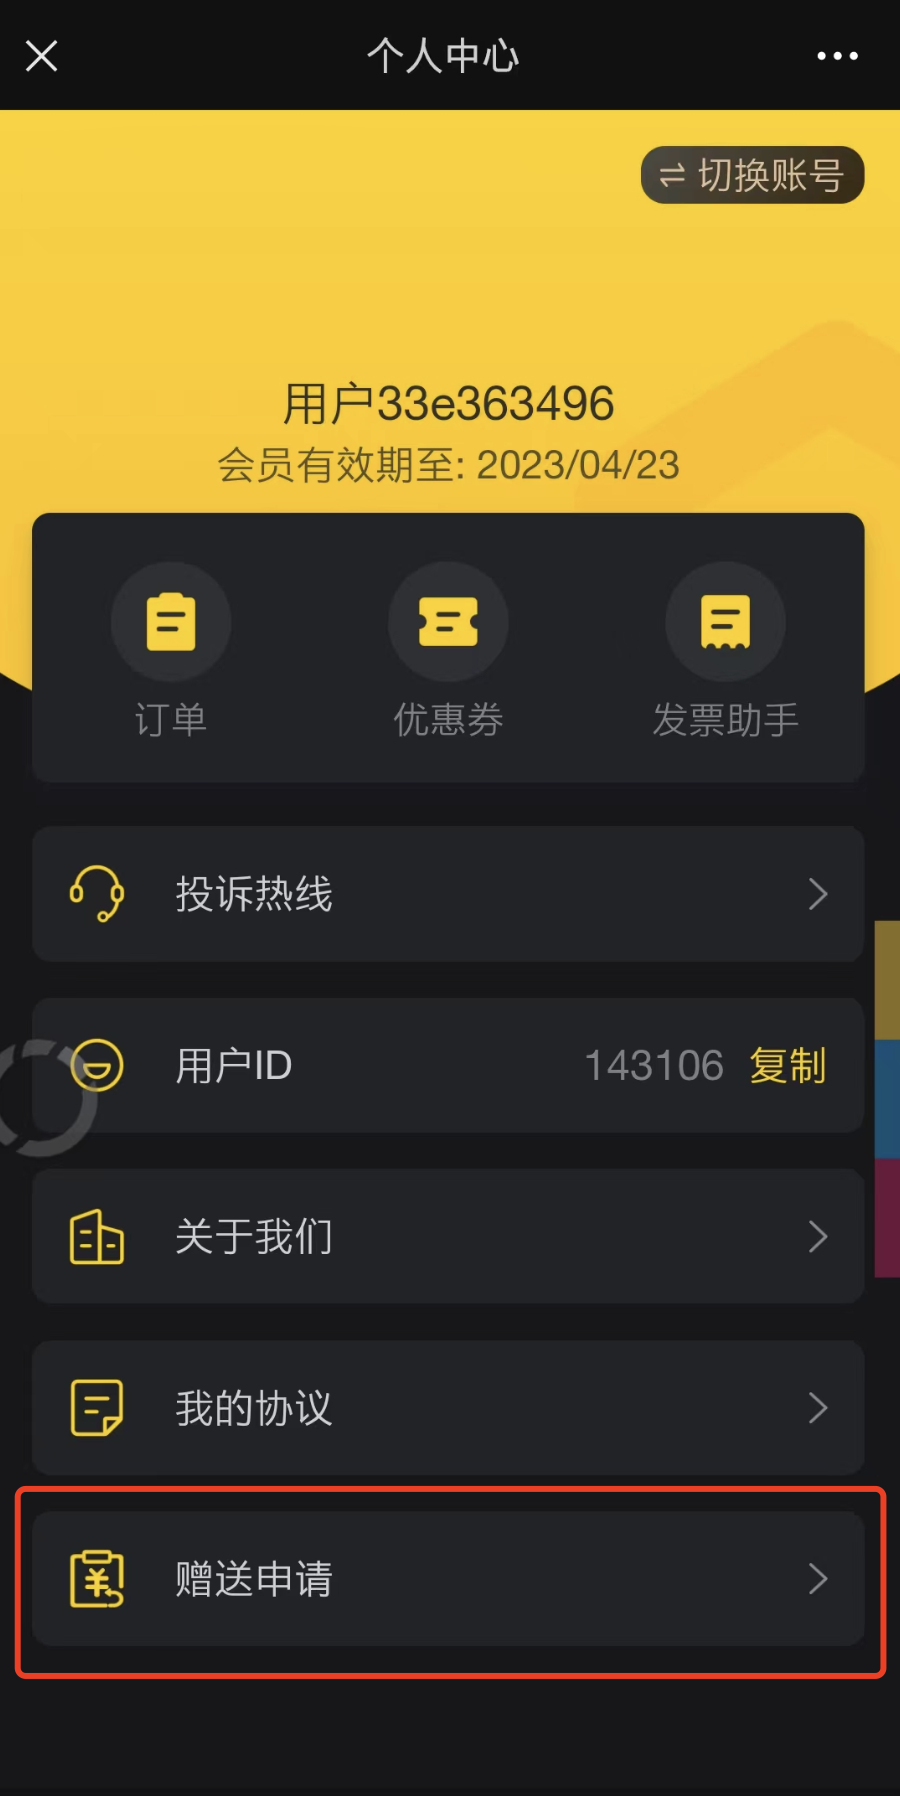 个人中心
切换账号
用户33e363496
会员有效期至: 2023/04/23
订单
优惠券
发票助手
投诉热线
用户ID 143106 复制
关于我们
我的协议
赠送申请